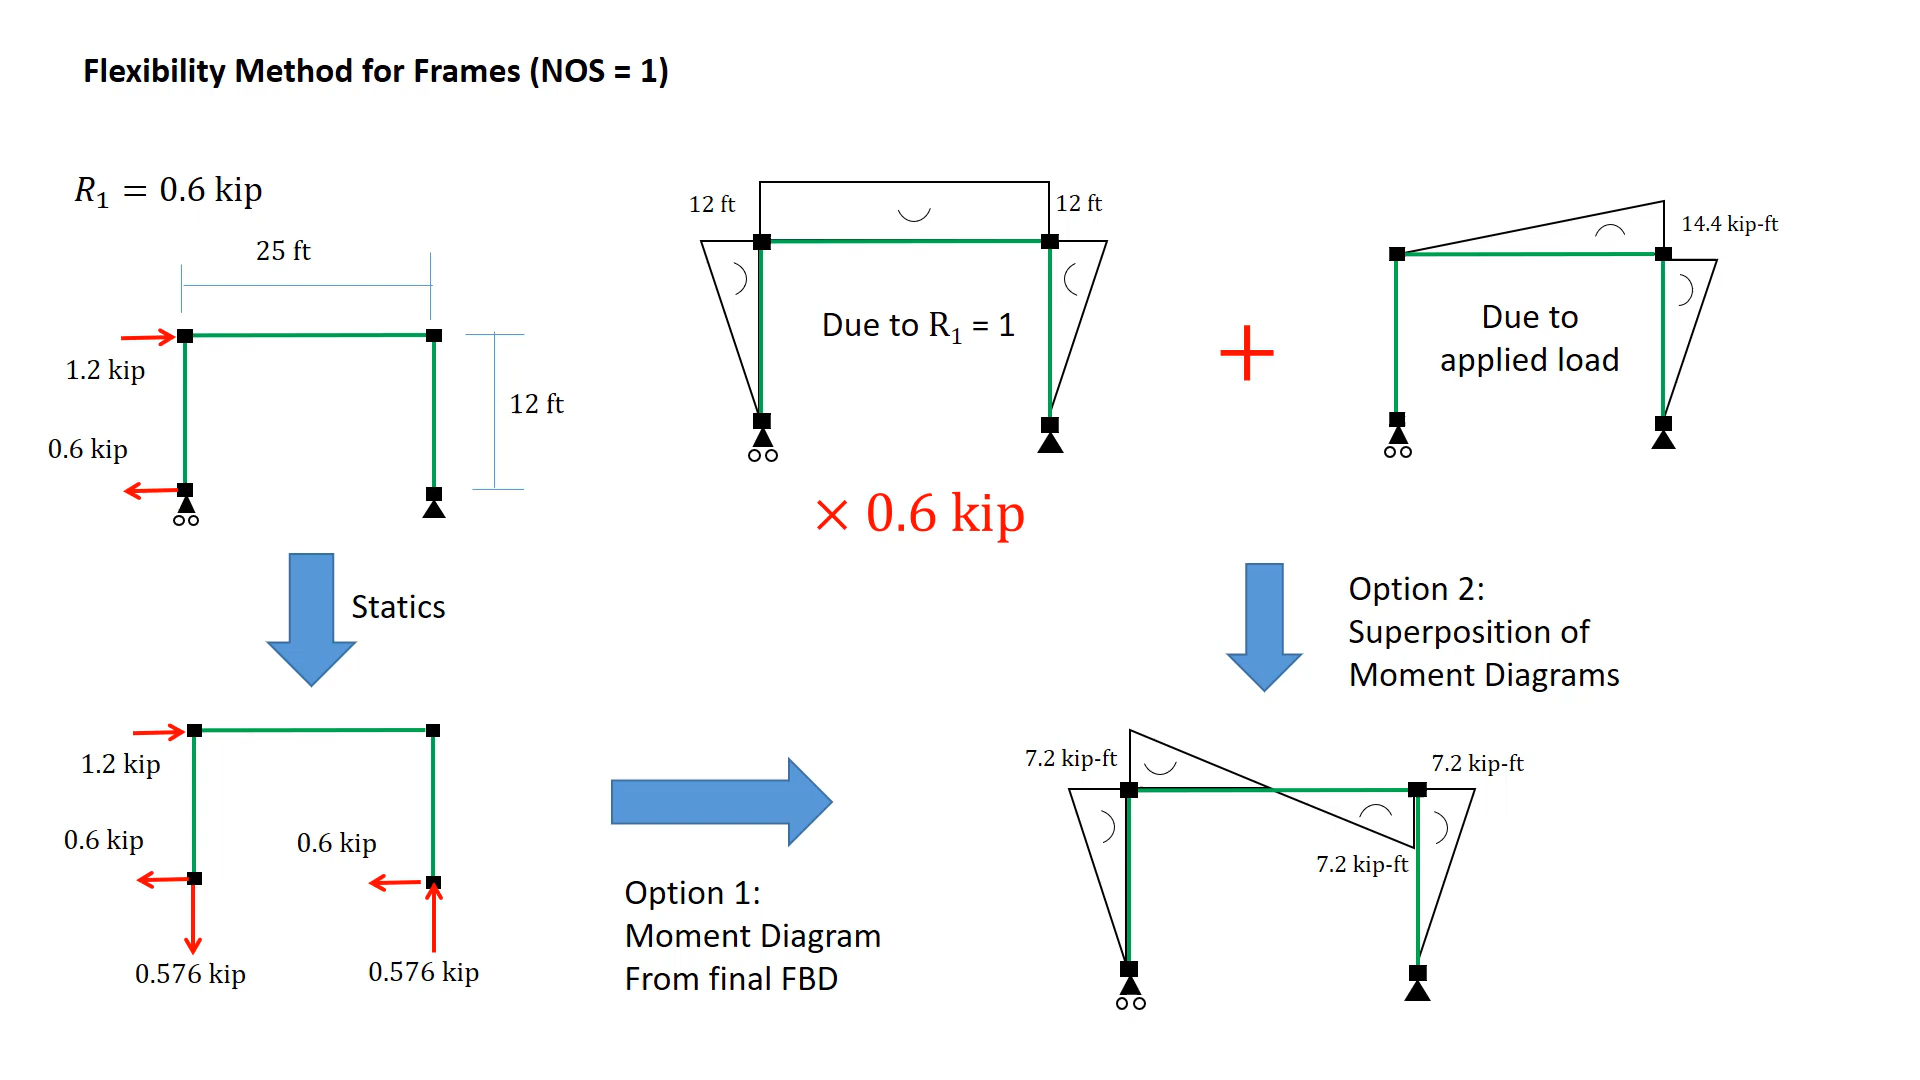 Flexibility Method for Frames (NOS = 1)
R₁ = 0.6 kip
25 ft
1.2 kip
0.6 kip
12 ft
12 ft
12 ft
Due to R₁ = 1
× 0.6 kip
+
14.4 kip-ft
Due to
applied load
Statics
Option 2:
Superposition of
Moment Diagrams
1.2 kip
0.6 kip
0.6 kip
0.576 kip
0.576 kip
Option 1:
Moment Diagram
From final FBD
7.2 kip-ft
7.2 kip-ft
7.2 kip-ft